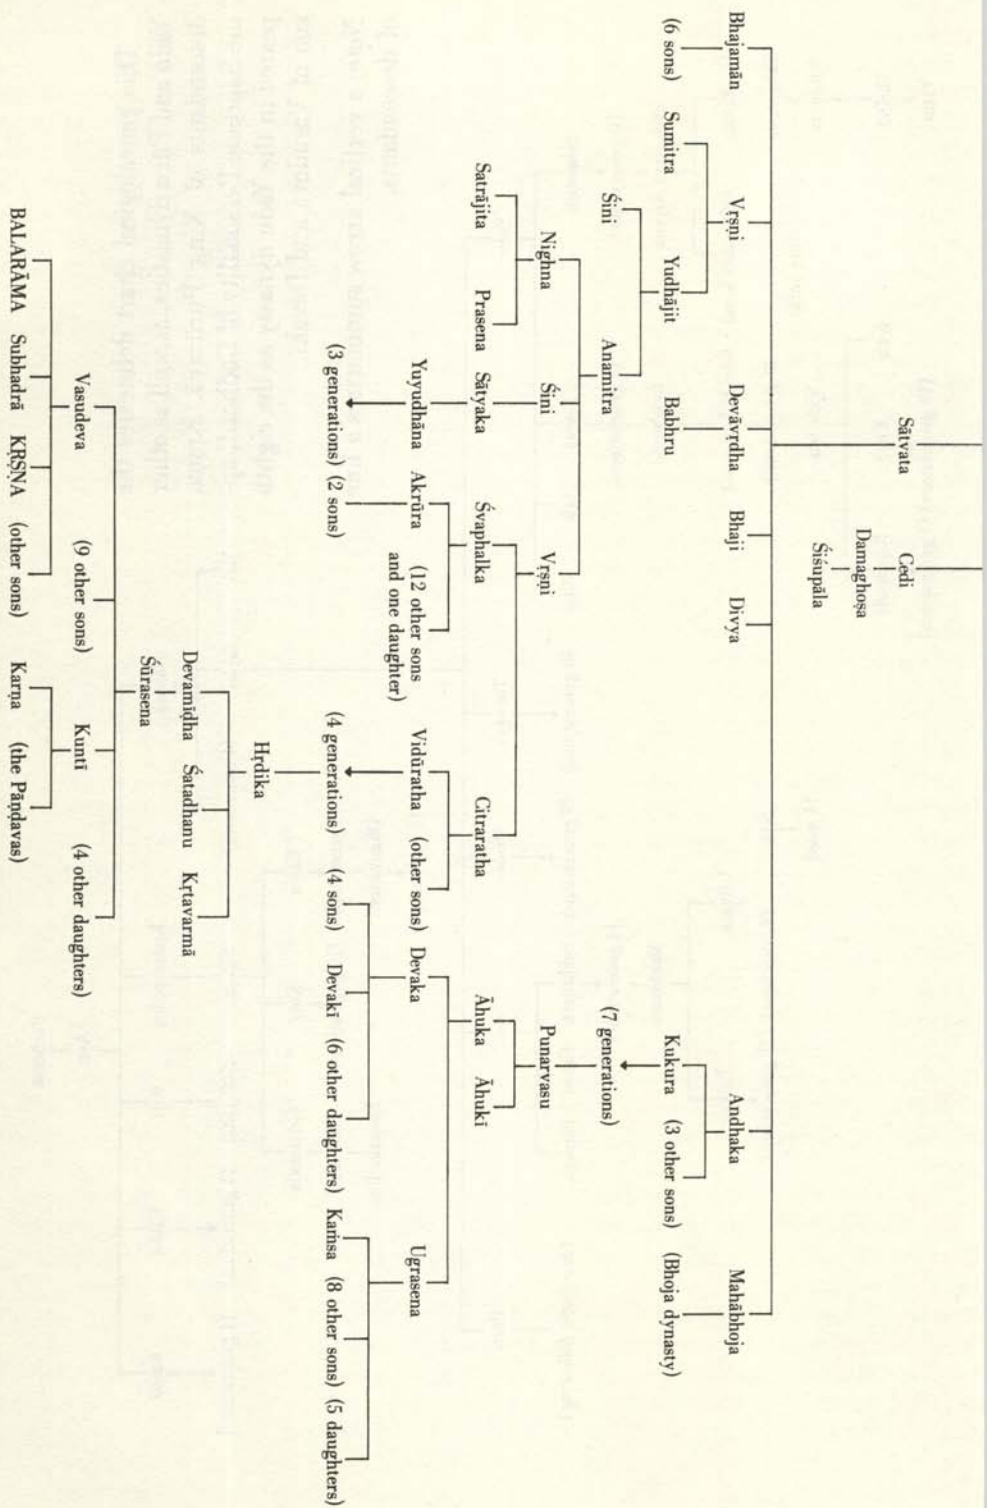 Sātvata Cedi
Damaghoṣa
Śiśupāla
Bhajamān Vṛṣni Devāvṛdha Bhaji Divya Andhaka Mahābhoja
(6 sons) Sumitra Yudhājit Babhru Kukura (3 other sons) (Bhoja dynasty)
Śini Anamitra (7 generations)
Nighna Śini Vṛṣni Punarvasu
Satrājita Prasena Sātyaka Śvaphalka Citraratha Āhuka Āhukī
Yuyudhāna Akrūra (12 other sons and one daughter) Vidūratha (other sons) Devaka Ugrasena
(3 generations) (2 sons) (4 generations) (4 sons) Devakī (6 other daughters) Kaṁsa (8 other sons) (5 daughters)
Hṛdika
Devamīḍha Śatadhanu Kṛtavarmā
Śūrasena
Vasudeva (9 other sons) Kuntī (4 other daughters)
BALARĀMA Subhadrā KṚṢṆA (other sons) Karṇa (the Pāṇḍavas)